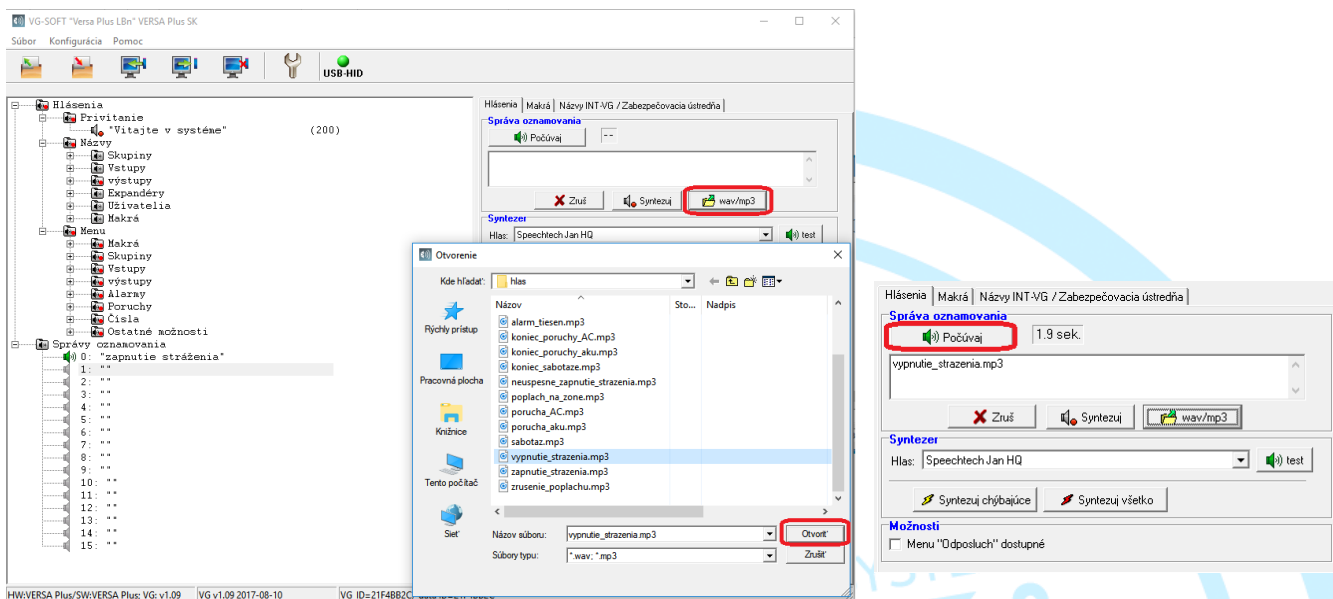 VG-SOFT "Versa Plus LBn" VERSA Plus SK
Súbor Konfigurácia Pomoc
USB-HID
Hlásenia
Privítanie
"Vitajte v systéme" (200)
Názvy
Skupiny
Vstupy
výstupy
Expandéry
Užívatelia
Makrá
Menu
Makrá
Skupiny
Vstupy
výstupy
Alarmy
Poruchy
Čísla
Ostatné možnosti
Správy oznamovania
0: "zapnutie stráženia"
1: ""
2: ""
3: ""
4: ""
5: ""
6: ""
7: ""
8: ""
9: ""
10: ""
11: ""
12: ""
13: ""
14: ""
15: ""
Hlásenia Makrá Názvy INT-VG / Zabezpečovacia ústredňa
Správa oznamovania
Počúvaj --
Zruš Syntezuj wav/mp3
Syntezer
Hlas: Speechtech Jan HQ test
Otvorenie
Kde hľadať: hlas
Rýchly prístup
Pracovná plocha
Knižnice
Tento počítač
Sieť
Názov Sto... Nadpis
alarm_tiesen.mp3
koniec_poruchy_AC.mp3
koniec_poruchy_aku.mp3
koniec_sabotaze.mp3
neuspesne_zapnutie_strazenia.mp3
poplach_na_zone.mp3
porucha_AC.mp3
porucha_aku.mp3
sabotaz.mp3
vypnutie_strazenia.mp3
zapnutie_strazenia.mp3
zrusenie_poplachu.mp3
Názov súboru: vypnutie_strazenia.mp3 Otvoriť
Súbory typu: *.wav; *.mp3 Zrušiť
HW:VERSA Plus/SW:VERSA Plus; VG: v1.09 VG v1.09 2017-08-10 VG ID=21F4BB2C
Hlásenia Makrá Názvy INT-VG / Zabezpečovacia ústredňa
Správa oznamovania
Počúvaj 1.9 sek.
vypnutie_strazenia.mp3
Zruš Syntezuj wav/mp3
Syntezer
Hlas: Speechtech Jan HQ test
Syntezuj chýbajúce Syntezuj všetko
Možnosti
Menu "Odposluch" dostupné